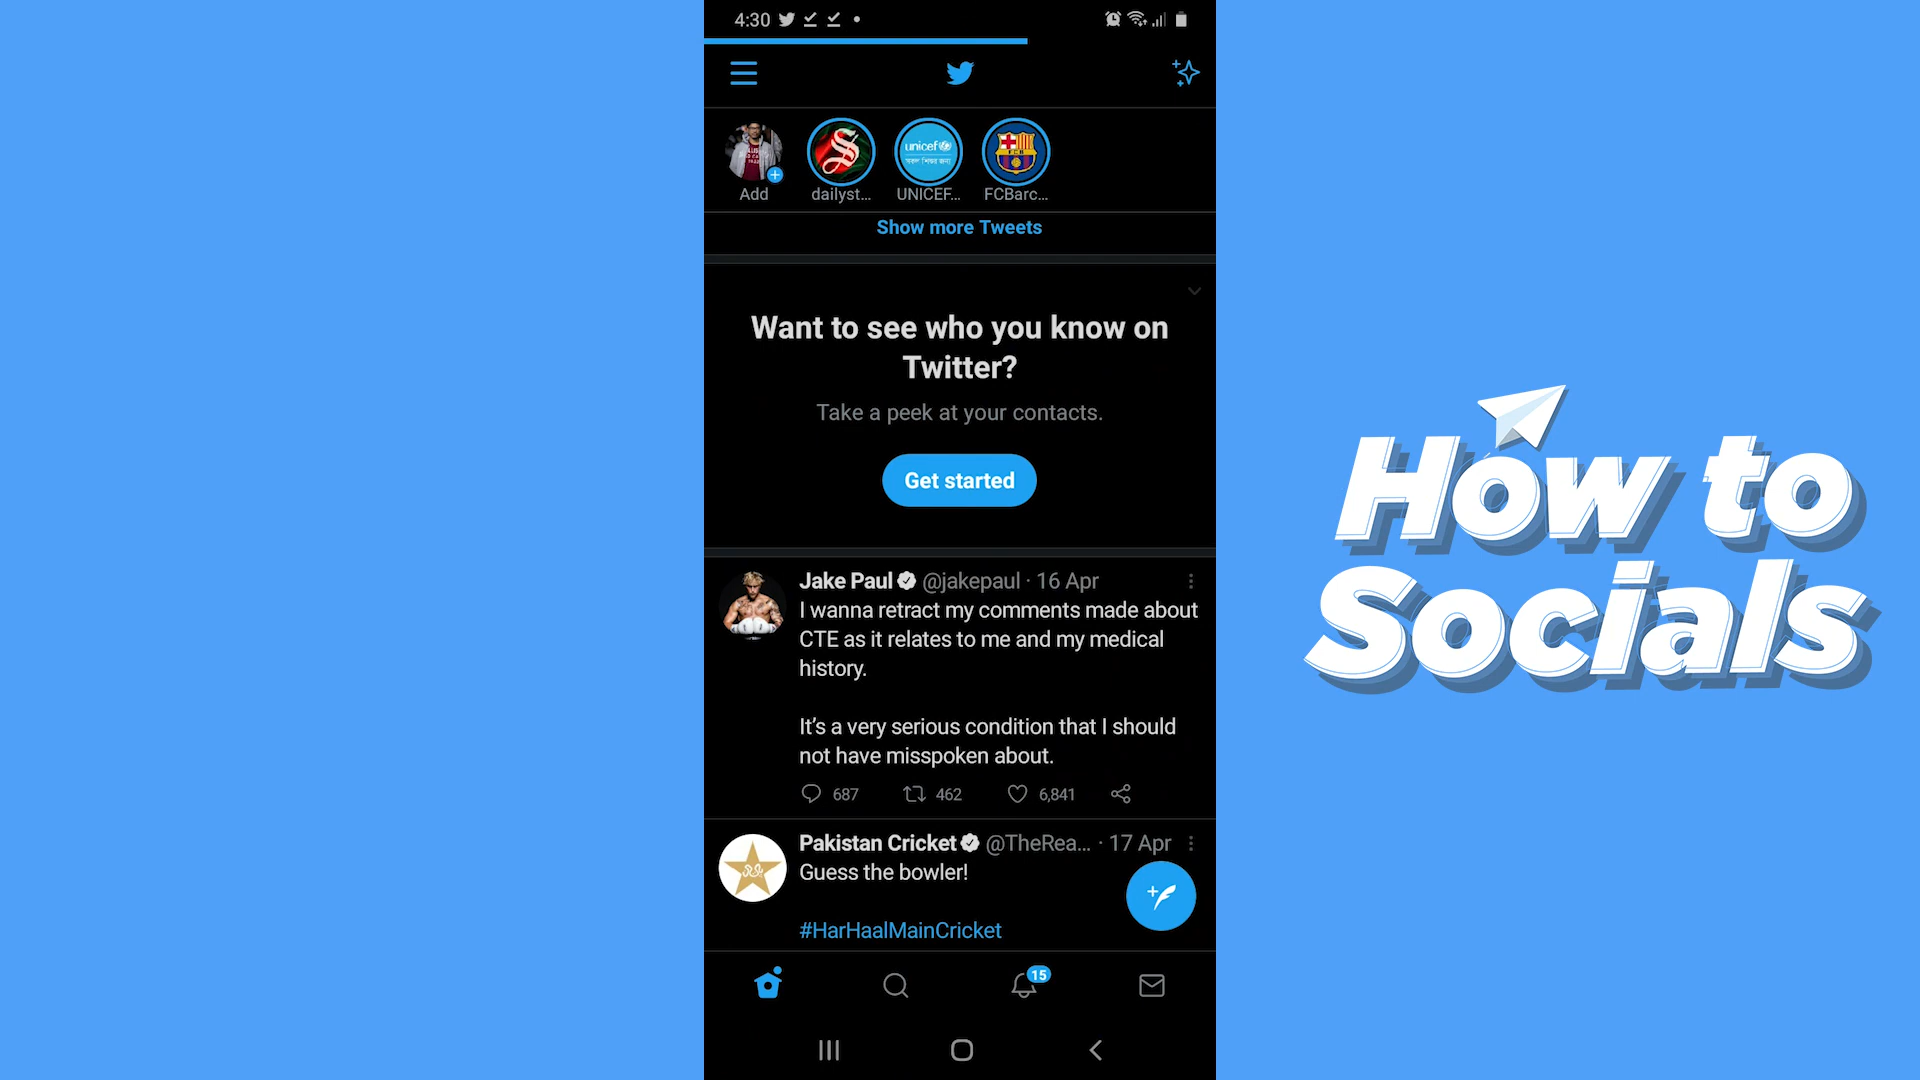 4:30
Add
dailyst...
UNICEF...
FCBarc...
unicef
FCB
Show more Tweets
Want to see who you know on
Twitter?
Take a peek at your contacts.
Get started
Jake Paul @jakepaul · 16 Apr
I wanna retract my comments made about
CTE as it relates to me and my medical
history.
It's a very serious condition that I should
not have misspoken about.
687 462 6,841
Pakistan Cricket @TheRea... · 17 Apr
Guess the bowler!
#HarHaalMainCricket
15
How to
Socials